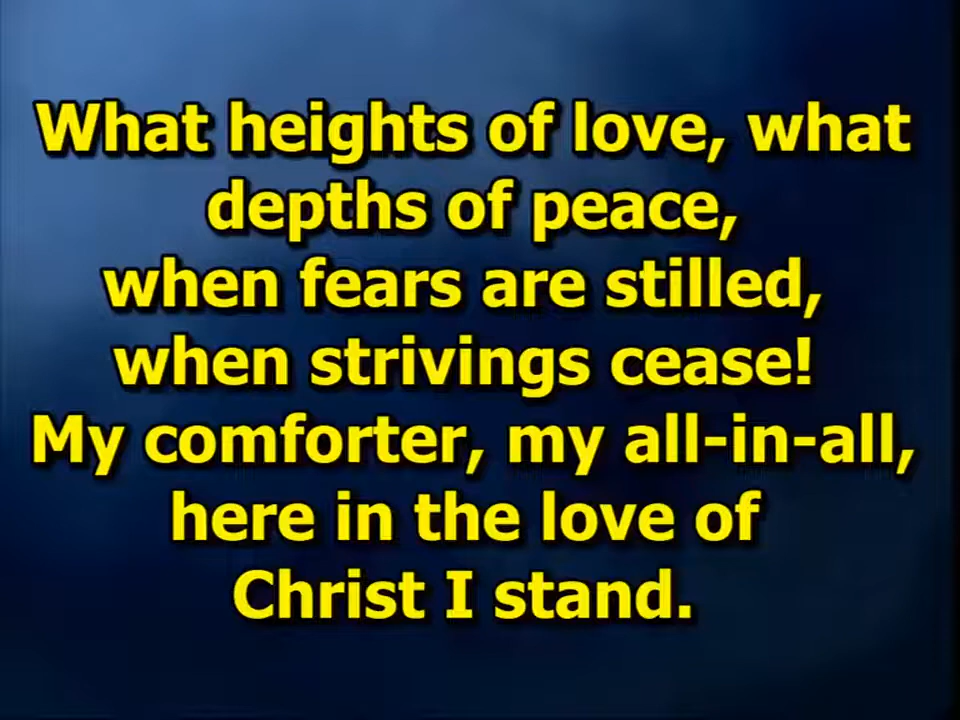 What heights of love, what
depths of peace,
when fears are stilled,
when strivings cease!
My comforter, my all-in-all,
here in the love of
Christ I stand.